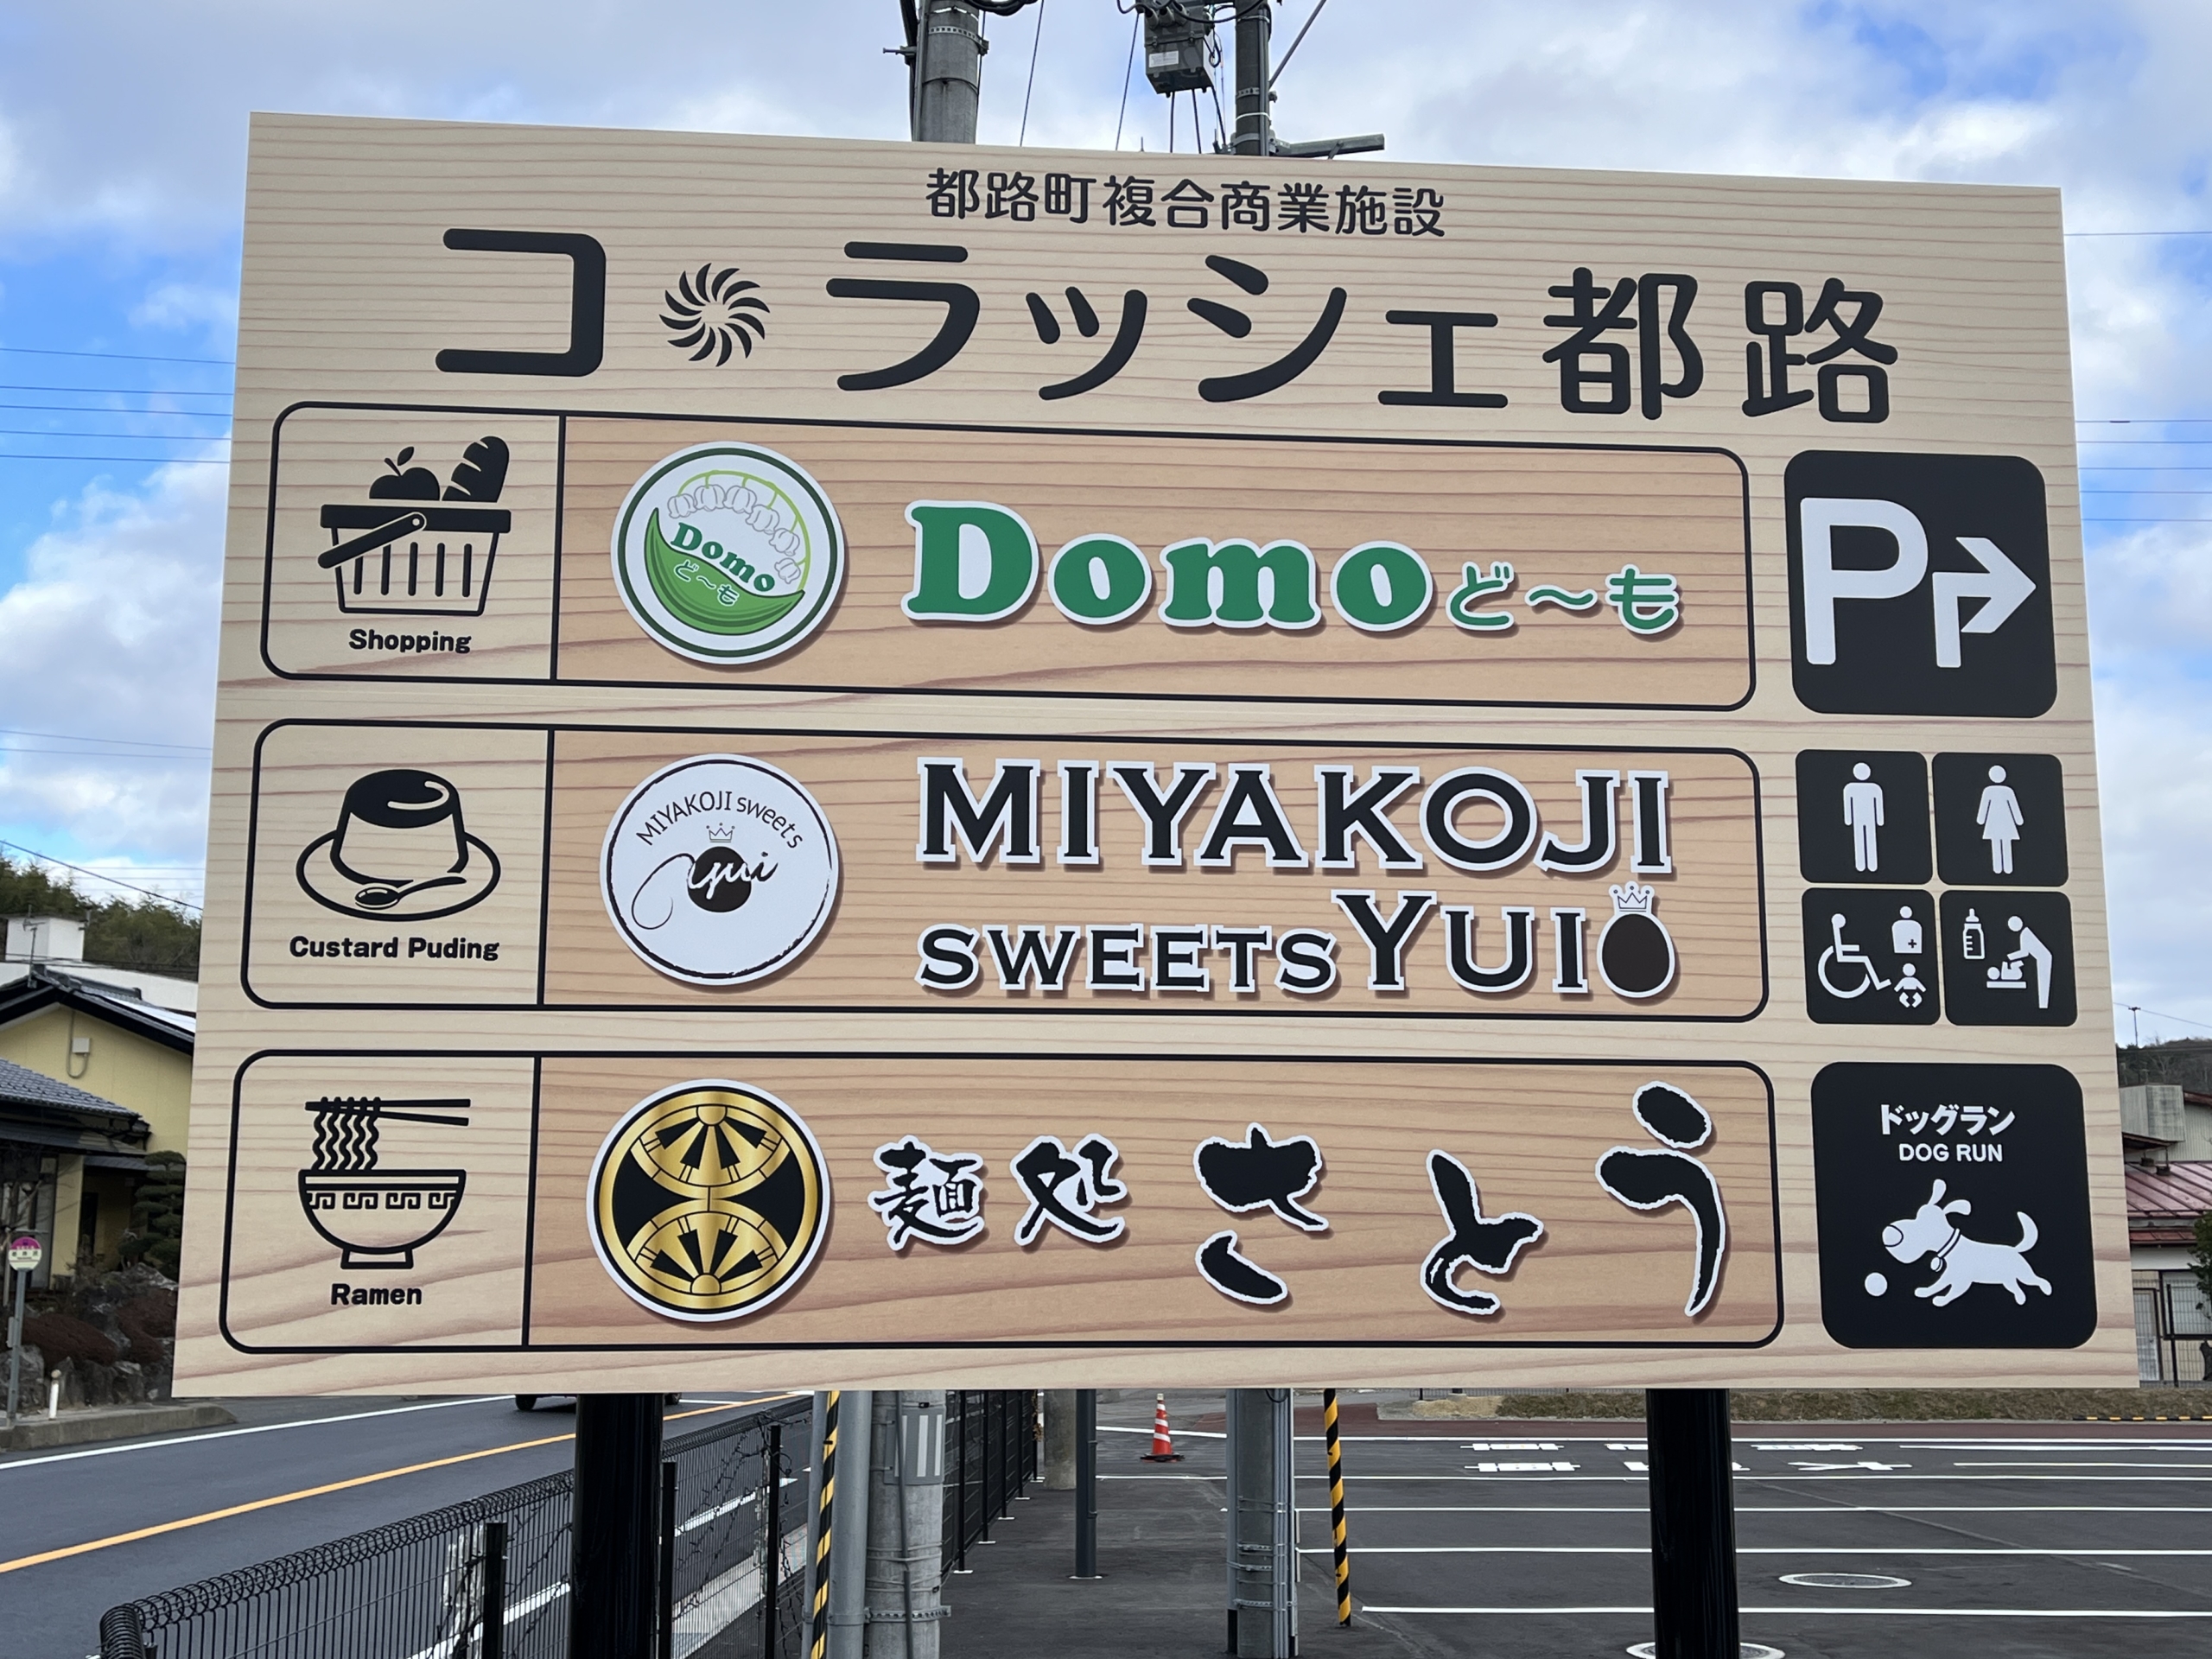 都路町複合商業施設
コ・ラッシェ都路
Shopping
Domo
ど〜も
Domoど〜も
P
Custard Puding
MIYAKOJI sweets
yui
MIYAKOJI
SWEETS YUI
Ramen
麺処 さとう
ドッグラン
DOG RUN